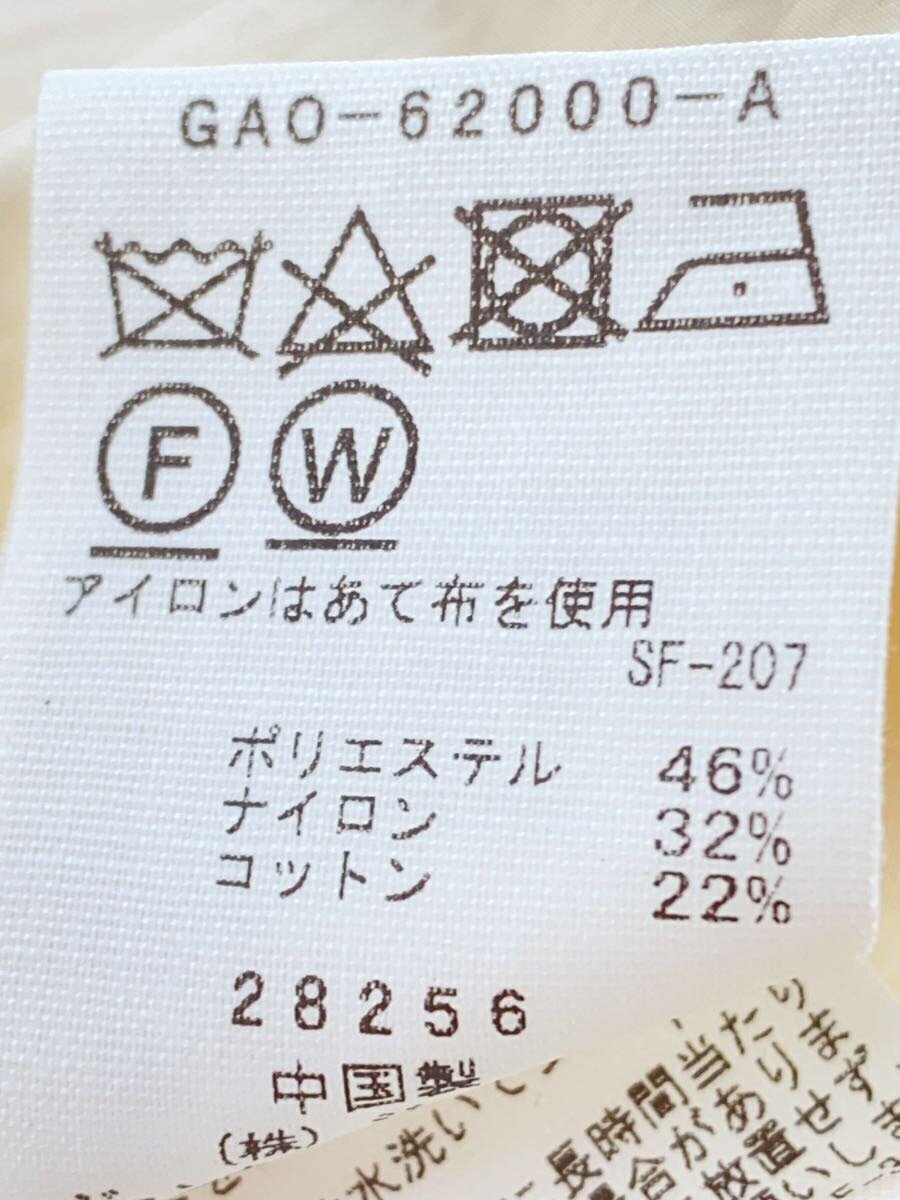 GAO-62000-A
F W
アイロンはあて布を使用
SF-207
ポリエステル 46%
ナイロン 32%
コットン 22%
28256
中国製
(株)
水洗い
長時間当たり
場合があります
放置せず